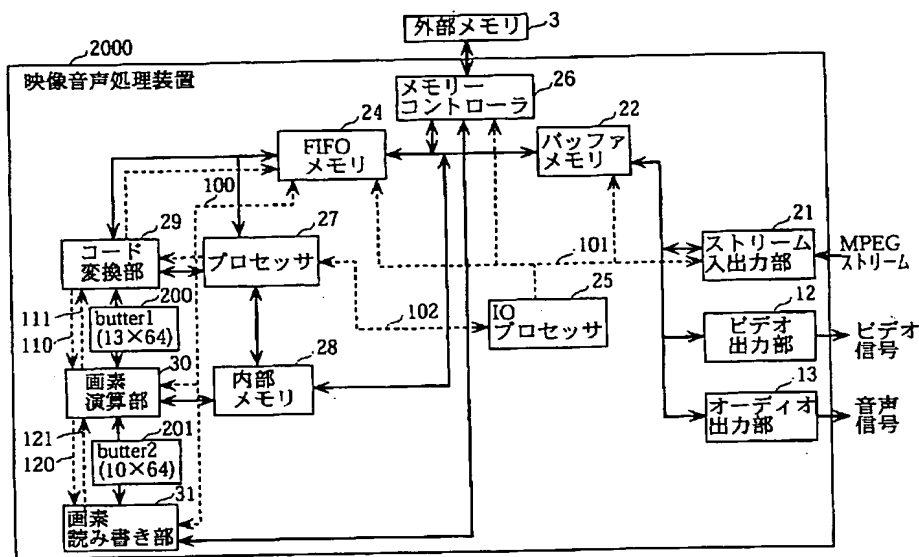 外部メモリ
3
2000
映像音声処理装置
メモリー
コントローラ
26
24
FIFO
メモリ
22
バッファ
メモリ
100
29
コード
変換部
27
プロセッサ
101
21
ストリーム
入出力部
MPEG
ストリーム
111
110
200
butter1
(13×64)
102
25
IO
プロセッサ
12
ビデオ
出力部
ビデオ
信号
30
画素
演算部
28
内部
メモリ
13
オーディオ
出力部
音声
信号
121
120
201
butter2
(10×64)
31
画素
読み書き部